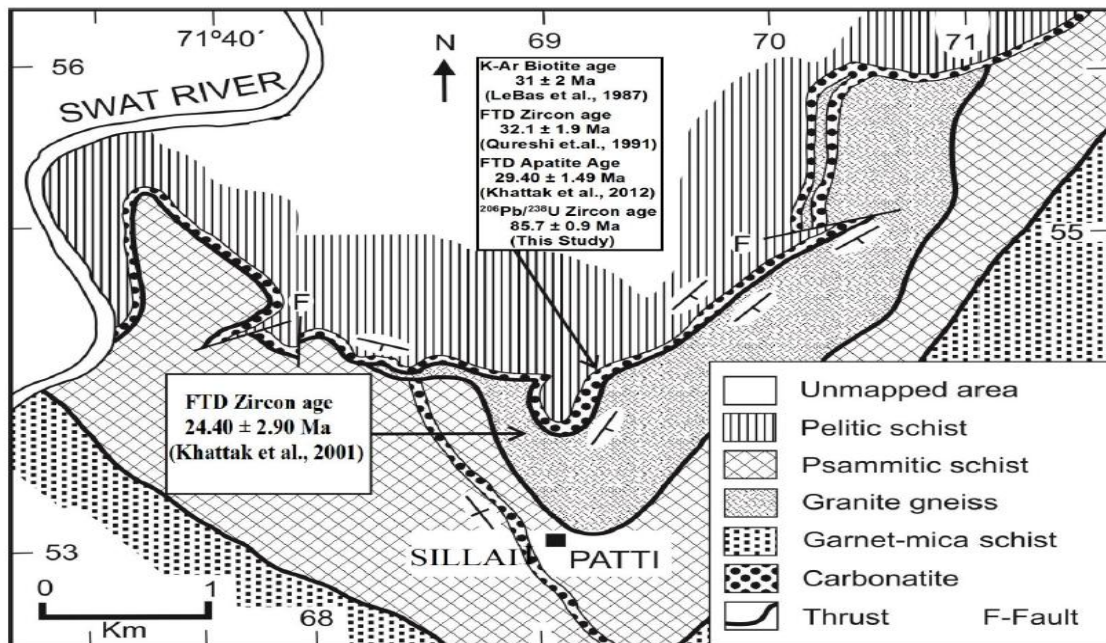 71°40´
69
70
71
N
56
SWAT RIVER
K-Ar Biotite age
31 ± 2 Ma
(LeBas et al., 1987)
FTD Zircon age
32.1 ± 1.9 Ma
(Qureshi et.al., 1991)
FTD Apatite Age
29.40 ± 1.49 Ma
(Khattak et al., 2012)
²⁰⁶Pb/²³⁸U Zircon age
85.7 ± 0.9 Ma
(This Study)
F
55
F
FTD Zircon age
24.40 ± 2.90 Ma
(Khattak et al., 2001)
Unmapped area
Pelitic schist
Psammitic schist
Granite gneiss
Garnet-mica schist
Carbonatite
Thrust F-Fault
53
SILLAI PATTI
0 1
Km
68